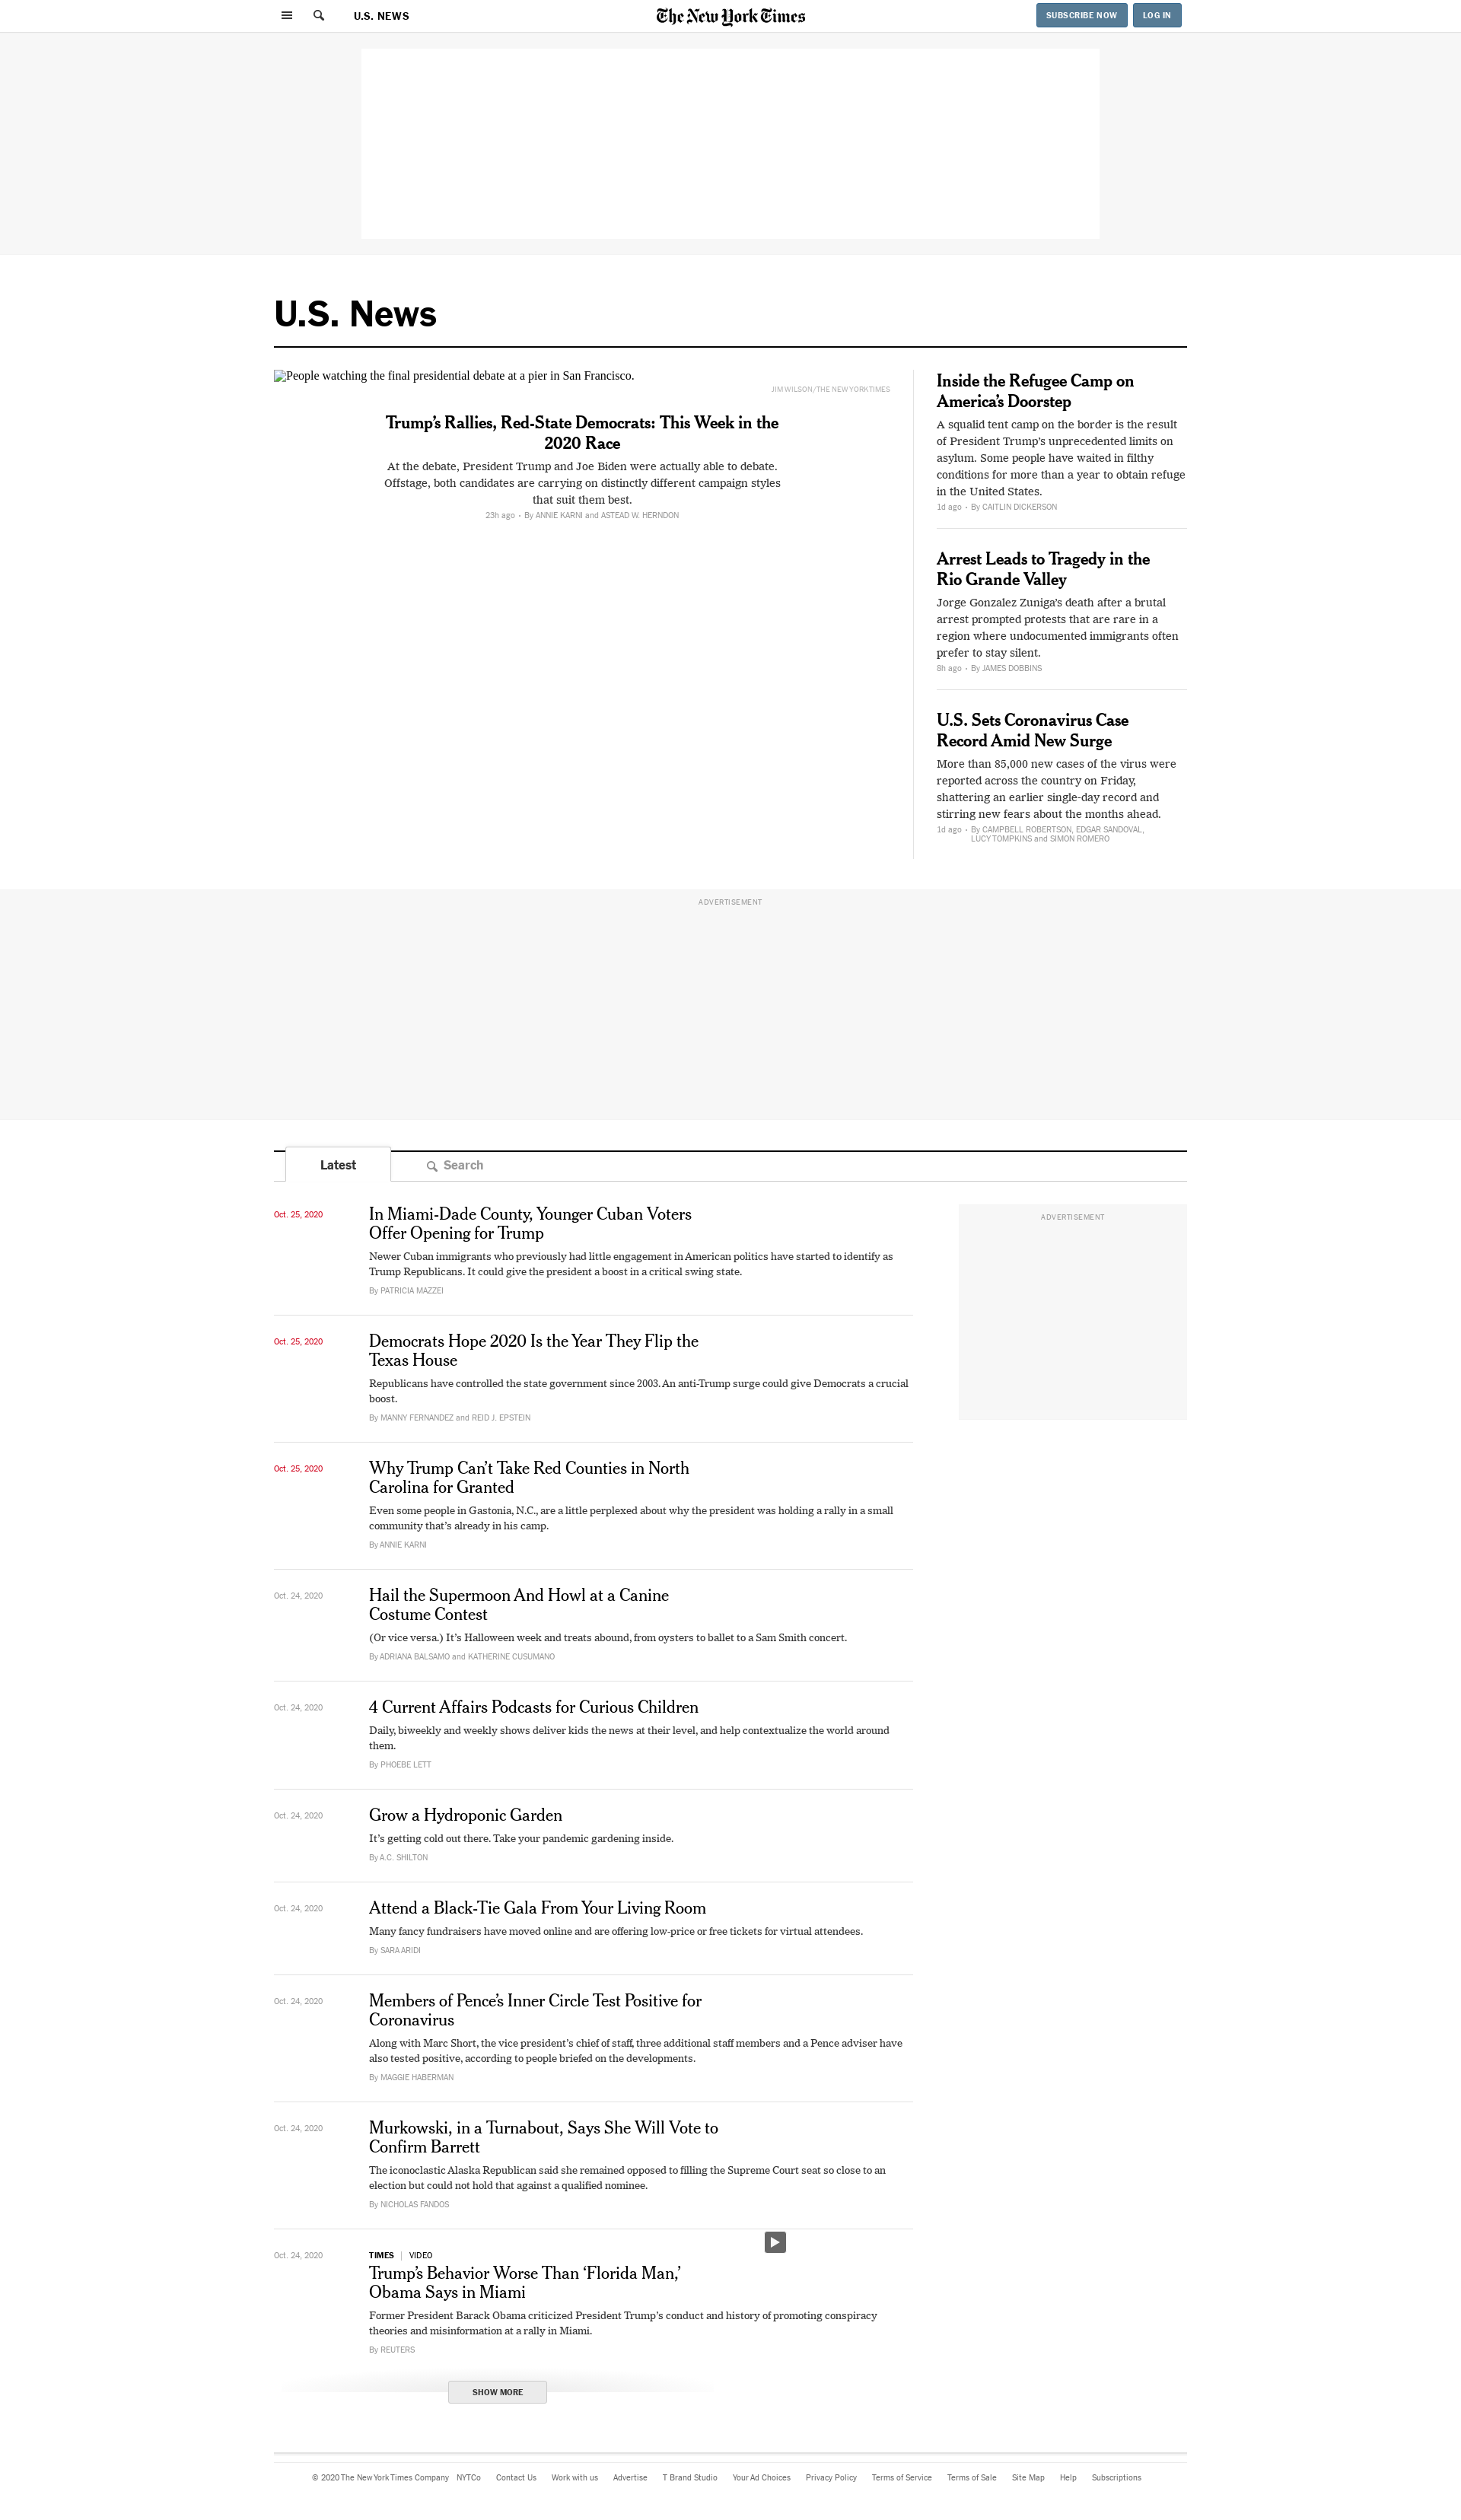 U.S. NEWS
The New York Times
SUBSCRIBE NOW
LOG IN
U.S. News
People watching the final presidential debate at a pier in San Francisco.
JIM WILSON/THE NEW YORK TIMES
Trump’s Rallies, Red-State Democrats: This Week in the
2020 Race
At the debate, President Trump and Joe Biden were actually able to debate.
Offstage, both candidates are carrying on distinctly different campaign styles
that suit them best.
23h ago • By ANNIE KARNI and ASTEAD W. HERNDON
Inside the Refugee Camp on
America’s Doorstep
A squalid tent camp on the border is the result
of President Trump’s unprecedented limits on
asylum. Some people have waited in filthy
conditions for more than a year to obtain refuge
in the United States.
1d ago • By CAITLIN DICKERSON
Arrest Leads to Tragedy in the
Rio Grande Valley
Jorge Gonzalez Zuniga’s death after a brutal
arrest prompted protests that are rare in a
region where undocumented immigrants often
prefer to stay silent.
8h ago • By JAMES DOBBINS
U.S. Sets Coronavirus Case
Record Amid New Surge
More than 85,000 new cases of the virus were
reported across the country on Friday,
shattering an earlier single-day record and
stirring new fears about the months ahead.
1d ago • By CAMPBELL ROBERTSON, EDGAR SANDOVAL,
LUCY TOMPKINS and SIMON ROMERO
ADVERTISEMENT
Latest
Search
Oct. 25, 2020
In Miami-Dade County, Younger Cuban Voters
Offer Opening for Trump
Newer Cuban immigrants who previously had little engagement in American politics have started to identify as
Trump Republicans. It could give the president a boost in a critical swing state.
By PATRICIA MAZZEI
ADVERTISEMENT
Oct. 25, 2020
Democrats Hope 2020 Is the Year They Flip the
Texas House
Republicans have controlled the state government since 2003. An anti-Trump surge could give Democrats a crucial
boost.
By MANNY FERNANDEZ and REID J. EPSTEIN
Oct. 25, 2020
Why Trump Can’t Take Red Counties in North
Carolina for Granted
Even some people in Gastonia, N.C., are a little perplexed about why the president was holding a rally in a small
community that’s already in his camp.
By ANNIE KARNI
Oct. 24, 2020
Hail the Supermoon And Howl at a Canine
Costume Contest
(Or vice versa.) It’s Halloween week and treats abound, from oysters to ballet to a Sam Smith concert.
By ADRIANA BALSAMO and KATHERINE CUSUMANO
Oct. 24, 2020
4 Current Affairs Podcasts for Curious Children
Daily, biweekly and weekly shows deliver kids the news at their level, and help contextualize the world around
them.
By PHOEBE LETT
Oct. 24, 2020
Grow a Hydroponic Garden
It’s getting cold out there. Take your pandemic gardening inside.
By A.C. SHILTON
Oct. 24, 2020
Attend a Black-Tie Gala From Your Living Room
Many fancy fundraisers have moved online and are offering low-price or free tickets for virtual attendees.
By SARA ARIDI
Oct. 24, 2020
Members of Pence’s Inner Circle Test Positive for
Coronavirus
Along with Marc Short, the vice president’s chief of staff, three additional staff members and a Pence adviser have
also tested positive, according to people briefed on the developments.
By MAGGIE HABERMAN
Oct. 24, 2020
Murkowski, in a Turnabout, Says She Will Vote to
Confirm Barrett
The iconoclastic Alaska Republican said she remained opposed to filling the Supreme Court seat so close to an
election but could not hold that against a qualified nominee.
By NICHOLAS FANDOS
Oct. 24, 2020
TIMES | VIDEO
Trump’s Behavior Worse Than ‘Florida Man,’
Obama Says in Miami
Former President Barack Obama criticized President Trump’s conduct and history of promoting conspiracy
theories and misinformation at a rally in Miami.
By REUTERS
SHOW MORE
© 2020 The New York Times Company NYTCo Contact Us Work with us Advertise T Brand Studio Your Ad Choices Privacy Policy Terms of Service Terms of Sale Site Map Help Subscriptions